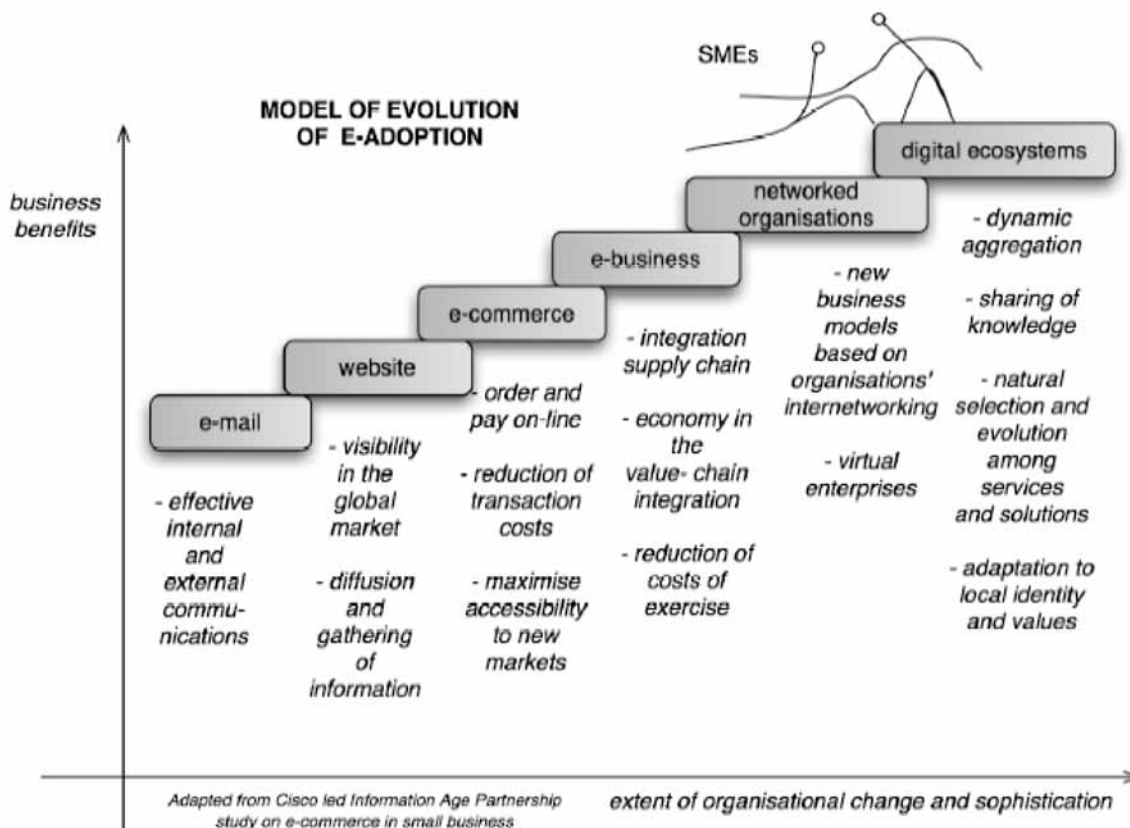 SMEs
MODEL OF EVOLUTION
OF E-ADOPTION
business
benefits
e-mail
- effective
internal
and
external
commu-
nications
website
- visibility
in the
global
market
- diffusion
and
gathering
of
information
e-commerce
- order and
pay on-line
- reduction of
transaction
costs
- maximise
accessibility
to new
markets
e-business
- integration
supply chain
- economy in
the
value- chain
integration
- reduction of
costs of
exercise
networked
organisations
- new
business
models
based on
organisations'
internetworking
- virtual
enterprises
digital ecosystems
- dynamic
aggregation
- sharing of
knowledge
- natural
selection and
evolution
among
services
and solutions
- adaptation to
local identity
and values
Adapted from Cisco led Information Age Partnership
study on e-commerce in small business
extent of organisational change and sophistication